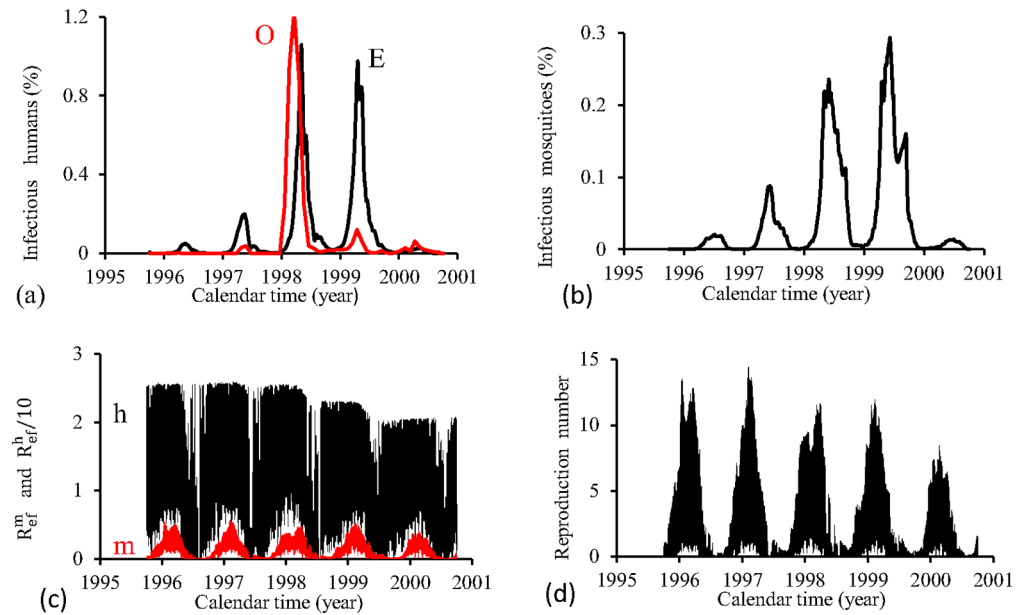 1.2
0.8
0.4
0
Infectious humans (%)
O
E
1995 1996 1997 1998 1999 2000 2001
Calendar time (year)
(a)
0.3
0.2
0.1
0
Infectious mosquitoes (%)
1995 1996 1997 1998 1999 2000 2001
Calendar time (year)
(b)
3
2
1
0
R^m_ef and R^h_ef/10
h
m
1995 1996 1997 1998 1999 2000 2001
Calendar time (year)
(c)
15
10
5
0
Reproduction number
1995 1996 1997 1998 1999 2000 2001
Calendar time (year)
(d)